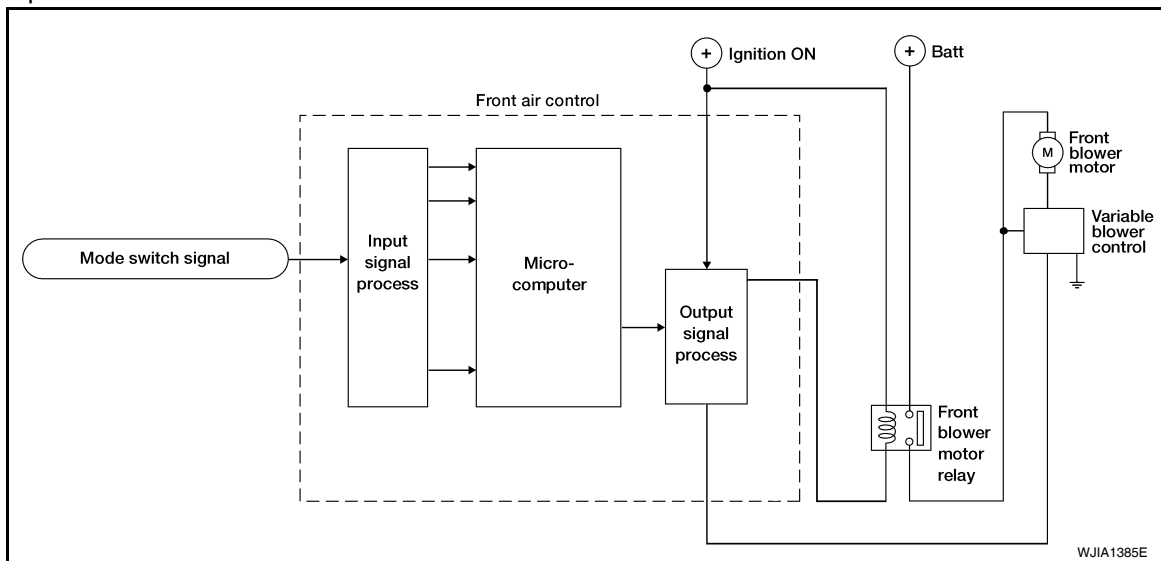 + Ignition ON
+ Batt
Front air control
Front
blower
motor
M
Variable
blower
control
Mode switch signal
Input
signal
process
Micro-
computer
Output
signal
process
Front
blower
motor
relay
WJIA1385E